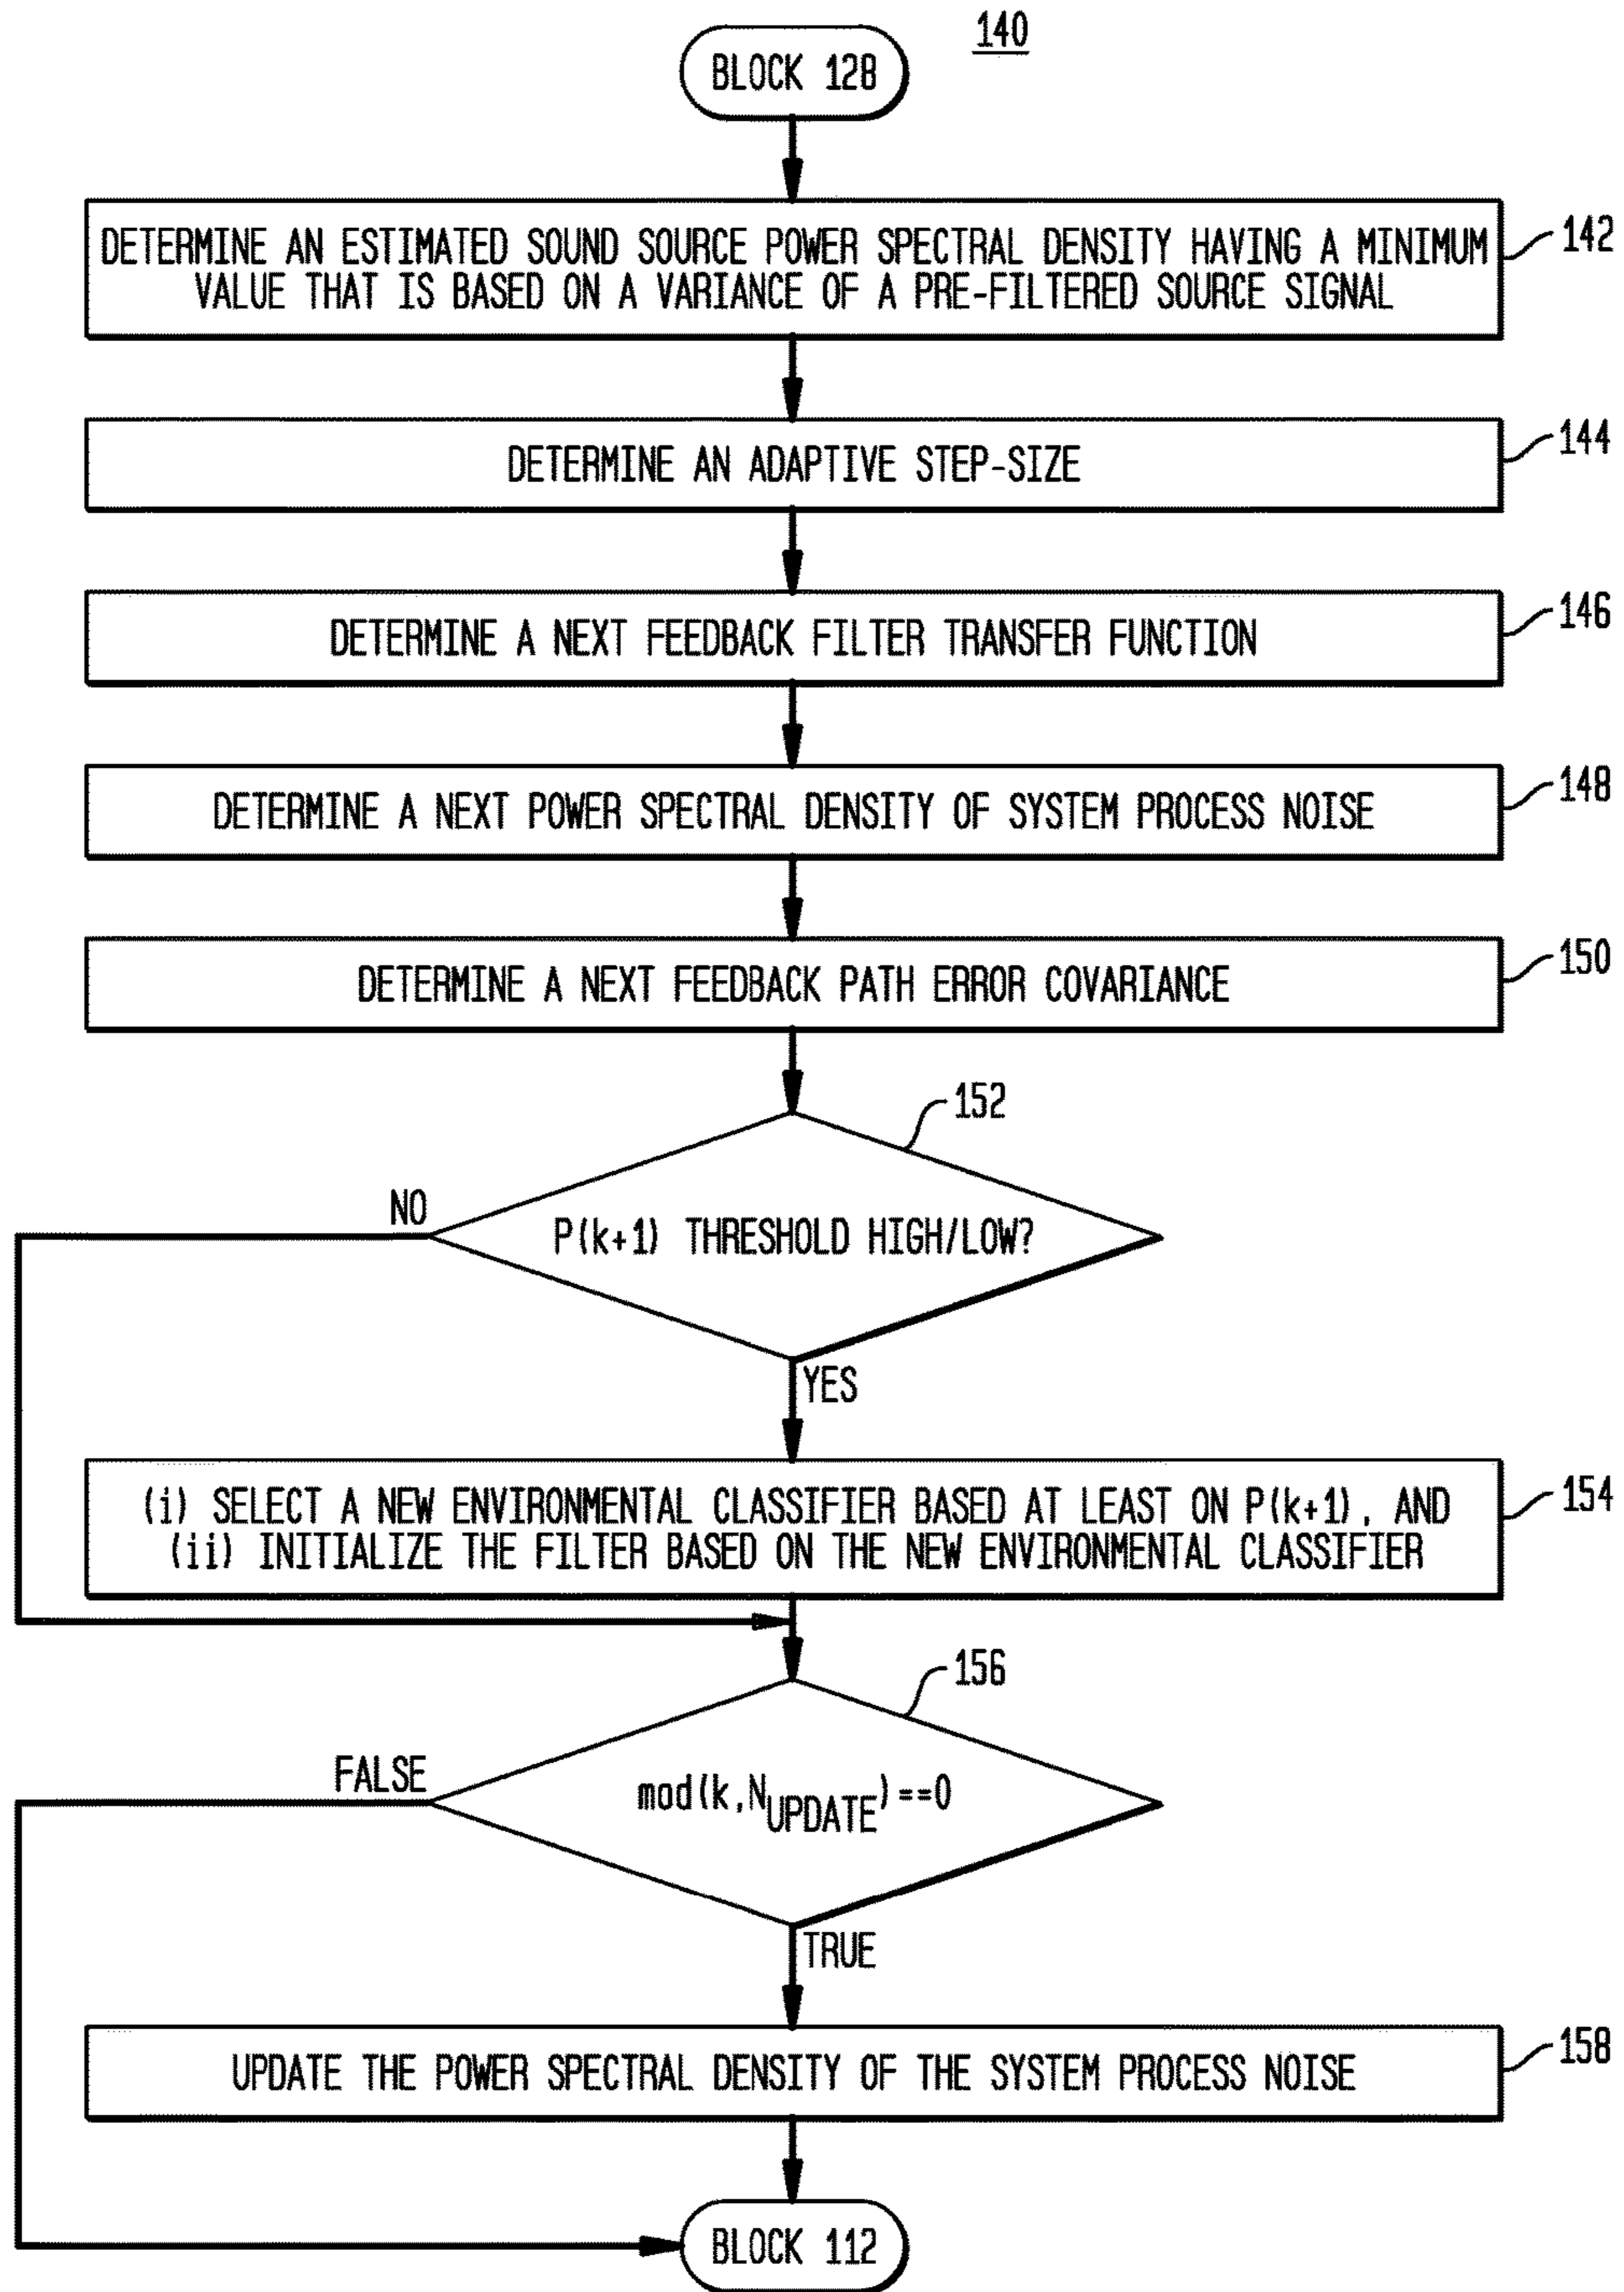 140
BLOCK 128
DETERMINE AN ESTIMATED SOUND SOURCE POWER SPECTRAL DENSITY HAVING A MINIMUM
VALUE THAT IS BASED ON A VARIANCE OF A PRE-FILTERED SOURCE SIGNAL
142
DETERMINE AN ADAPTIVE STEP-SIZE
144
DETERMINE A NEXT FEEDBACK FILTER TRANSFER FUNCTION
146
DETERMINE A NEXT POWER SPECTRAL DENSITY OF SYSTEM PROCESS NOISE
148
DETERMINE A NEXT FEEDBACK PATH ERROR COVARIANCE
150
152
NO
P(k+1) THRESHOLD HIGH/LOW?
YES
(i) SELECT A NEW ENVIRONMENTAL CLASSIFIER BASED AT LEAST ON P(k+1), AND
(ii) INITIALIZE THE FILTER BASED ON THE NEW ENVIRONMENTAL CLASSIFIER
154
156
FALSE
mod(k,NUPDATE)==0
TRUE
UPDATE THE POWER SPECTRAL DENSITY OF THE SYSTEM PROCESS NOISE
158
BLOCK 112